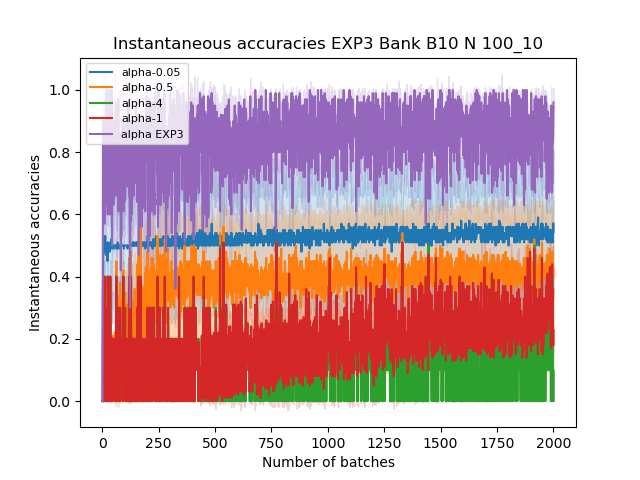 Instantaneous accuracies EXP3 Bank B10 N 100_10
alpha-0.05
alpha-0.5
alpha-4
alpha-1
alpha EXP3
Instantaneous accuracies
1.0
0.8
0.6
0.4
0.2
0.0
0 250 500 750 1000 1250 1500 1750 2000
Number of batches